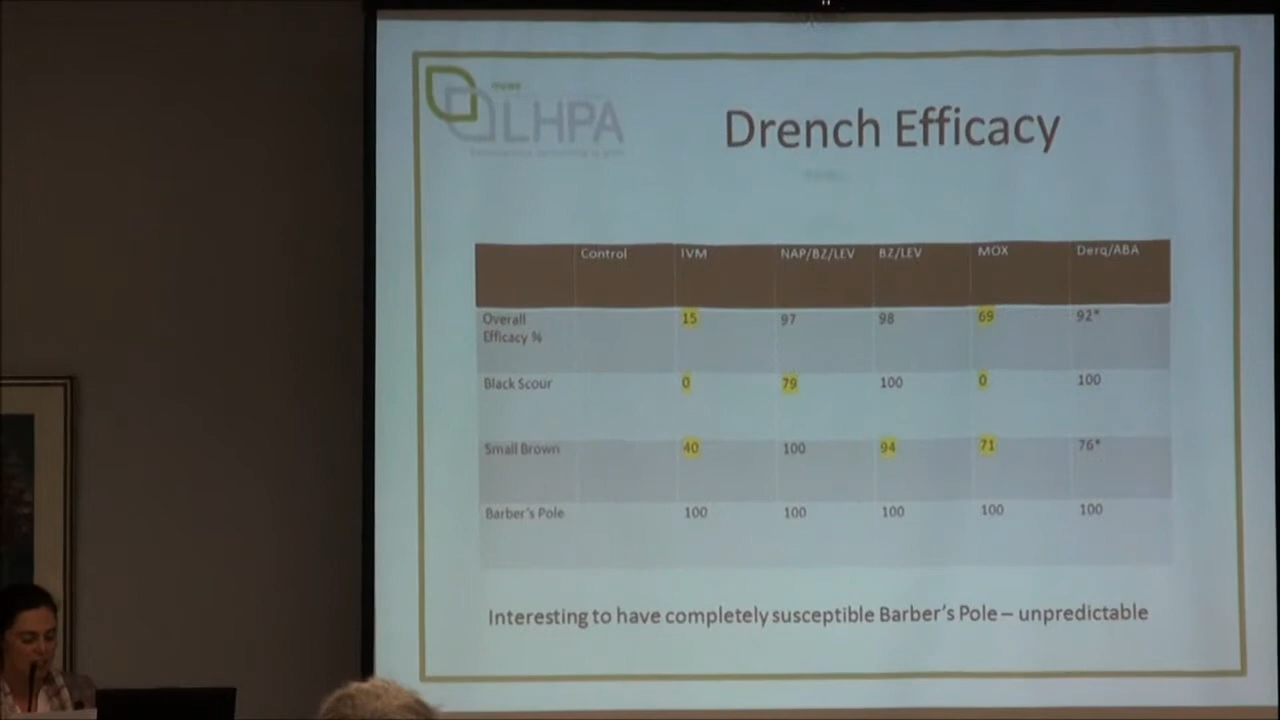 LHPA
Drench Efficacy
Control IVM NAP/BZ/LEV BZ/LEV MOX Derq/ABA
Overall
Efficacy % 15 97 98 69 92*
Black Scour 0 79 100 0 100
Small Brown 40 100 94 71 76*
Barber's Pole 100 100 100 100 100
Interesting to have completely susceptible Barber's Pole – unpredictable